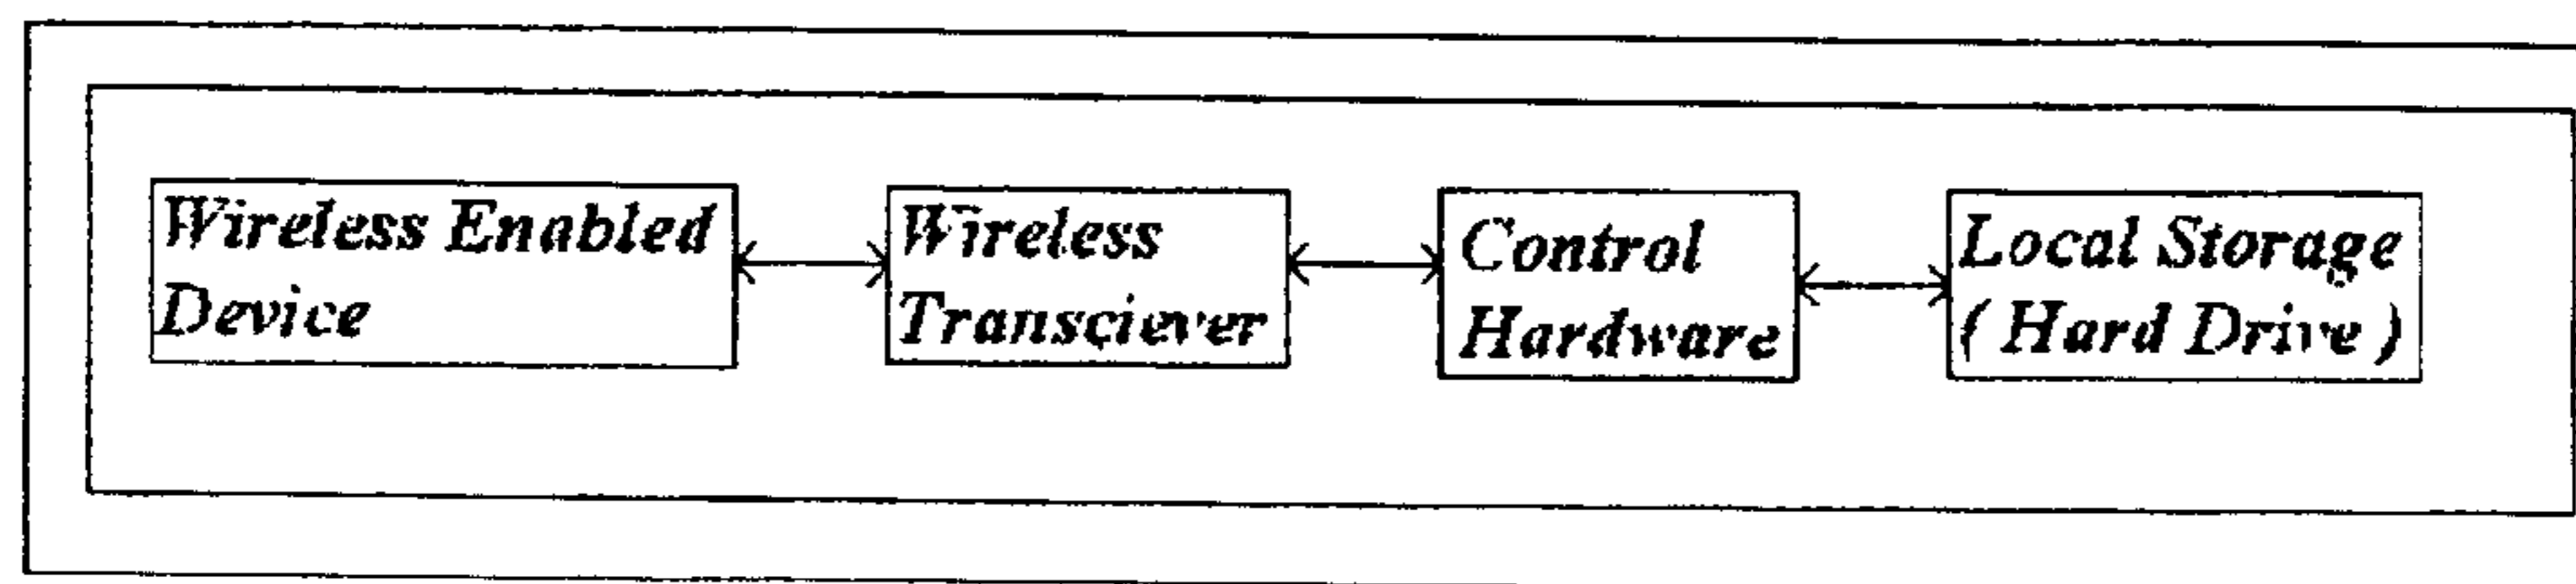 Wireless Enabled
Device
Wireless
Transciever
Control
Hardware
Local Storage
( Hard Drive )